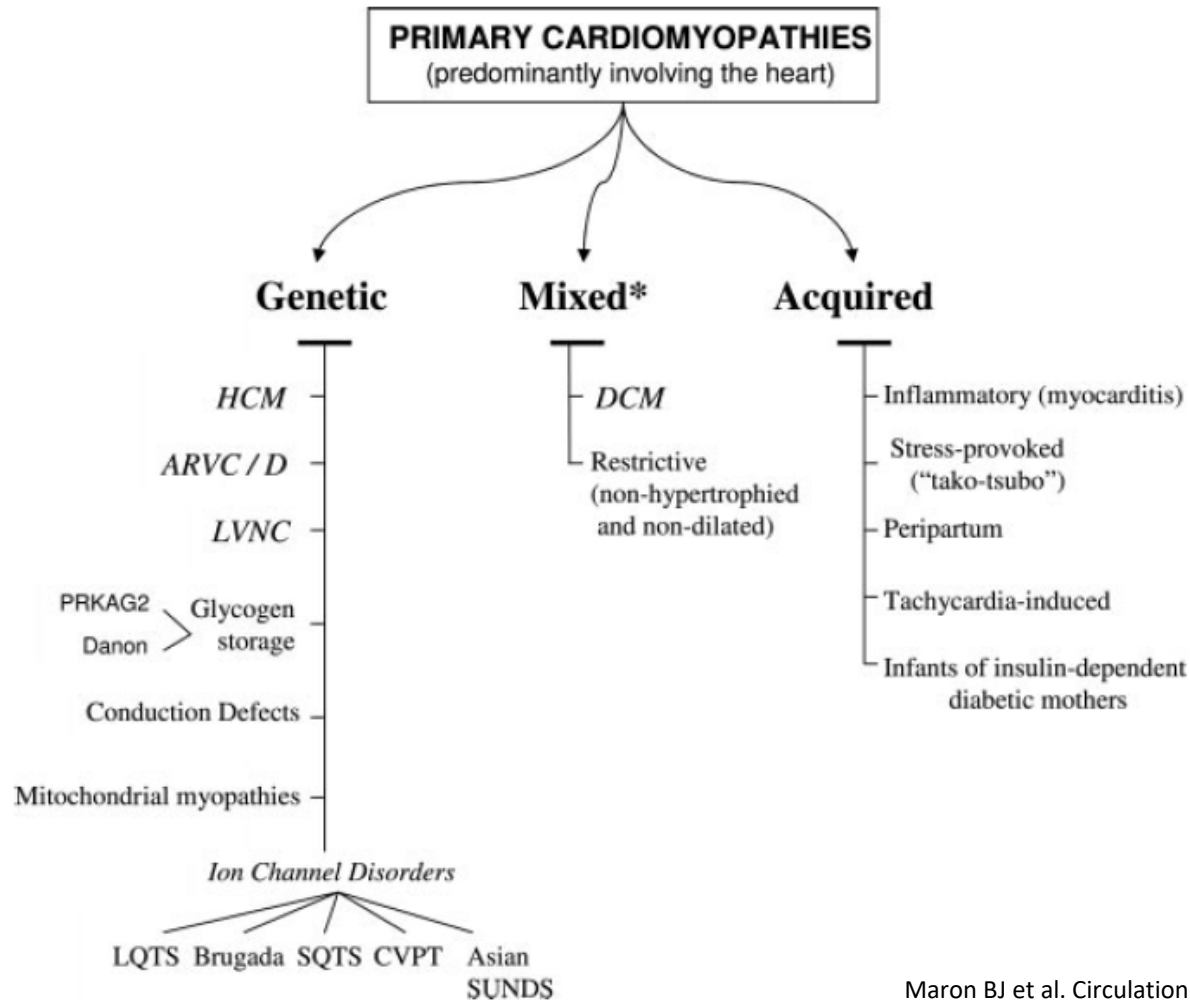 PRIMARY CARDIOMYOPATHIES
(predominantly involving the heart)
Genetic
HCM
ARVC / D
LVNC
PRKAG2
Danon
Glycogen
storage
Conduction Defects
Mitochondrial myopathies
Ion Channel Disorders
LQTS
Brugada
SQTS
CVPT
Asian
SUNDS
Mixed*
DCM
Restrictive
(non-hypertrophied
and non-dilated)
Acquired
Inflammatory (myocarditis)
Stress-provoked
(“tako-tsubo”)
Peripartum
Tachycardia-induced
Infants of insulin-dependent
diabetic mothers
Maron BJ et al. Circulation